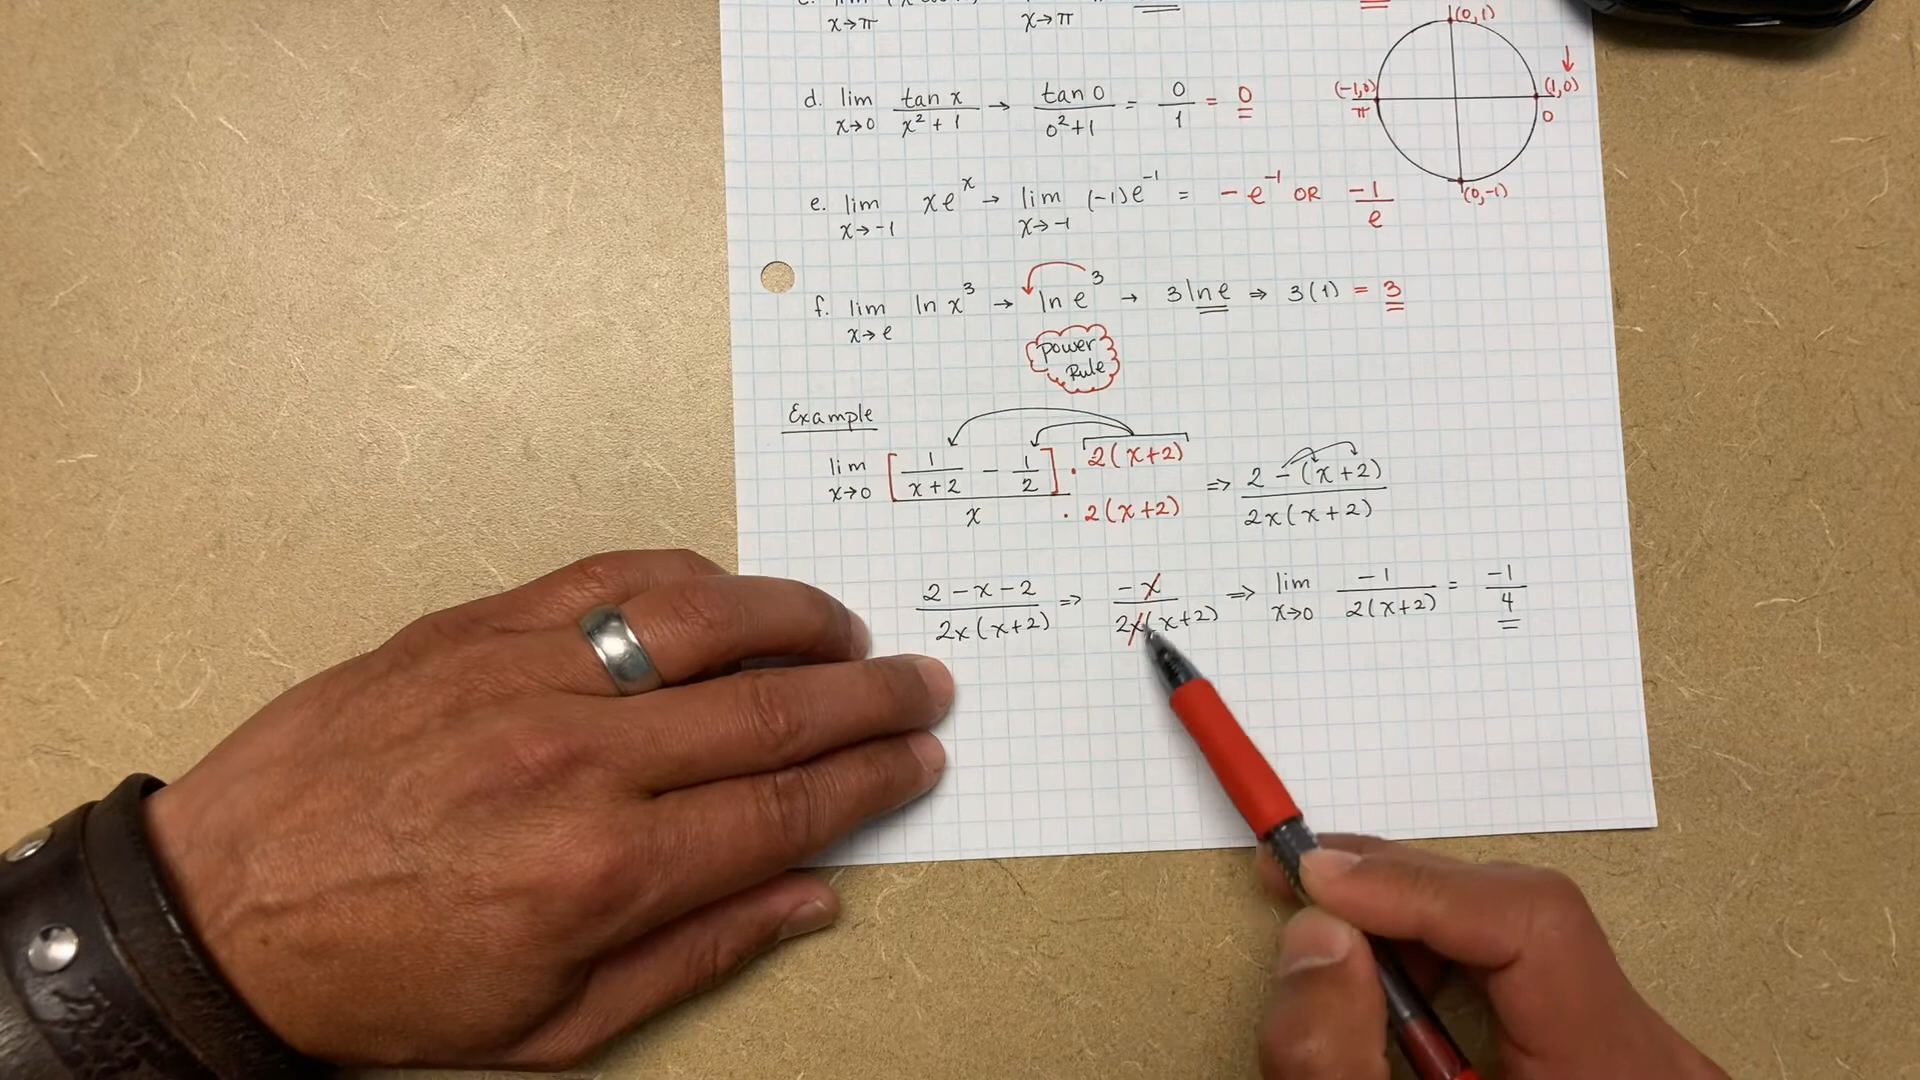 x→π x→π
(0,1)
d. lim x→0 tan x / x² + 1 → tan 0 / 0² + 1 = 0/1 = 0
(-1,0) π (1,0) 0
e. lim x→-1 xeˣ → lim x→-1 (-1)e⁻¹ = -e⁻¹ OR -1/e
(0,-1)
f. lim x→e ln x³ → ln e³ → 3 ln e ⇒ 3(1) = 3
Power
Rule
Example
lim x→0 [1/(x+2) - 1/2] / x · 2(x+2) / · 2(x+2) ⇒ 2 - (x+2) / 2x(x+2)
2 - x - 2 / 2x(x+2) ⇒ -x / 2x(x+2) ⇒ lim x→0 -1 / 2(x+2) = -1/4